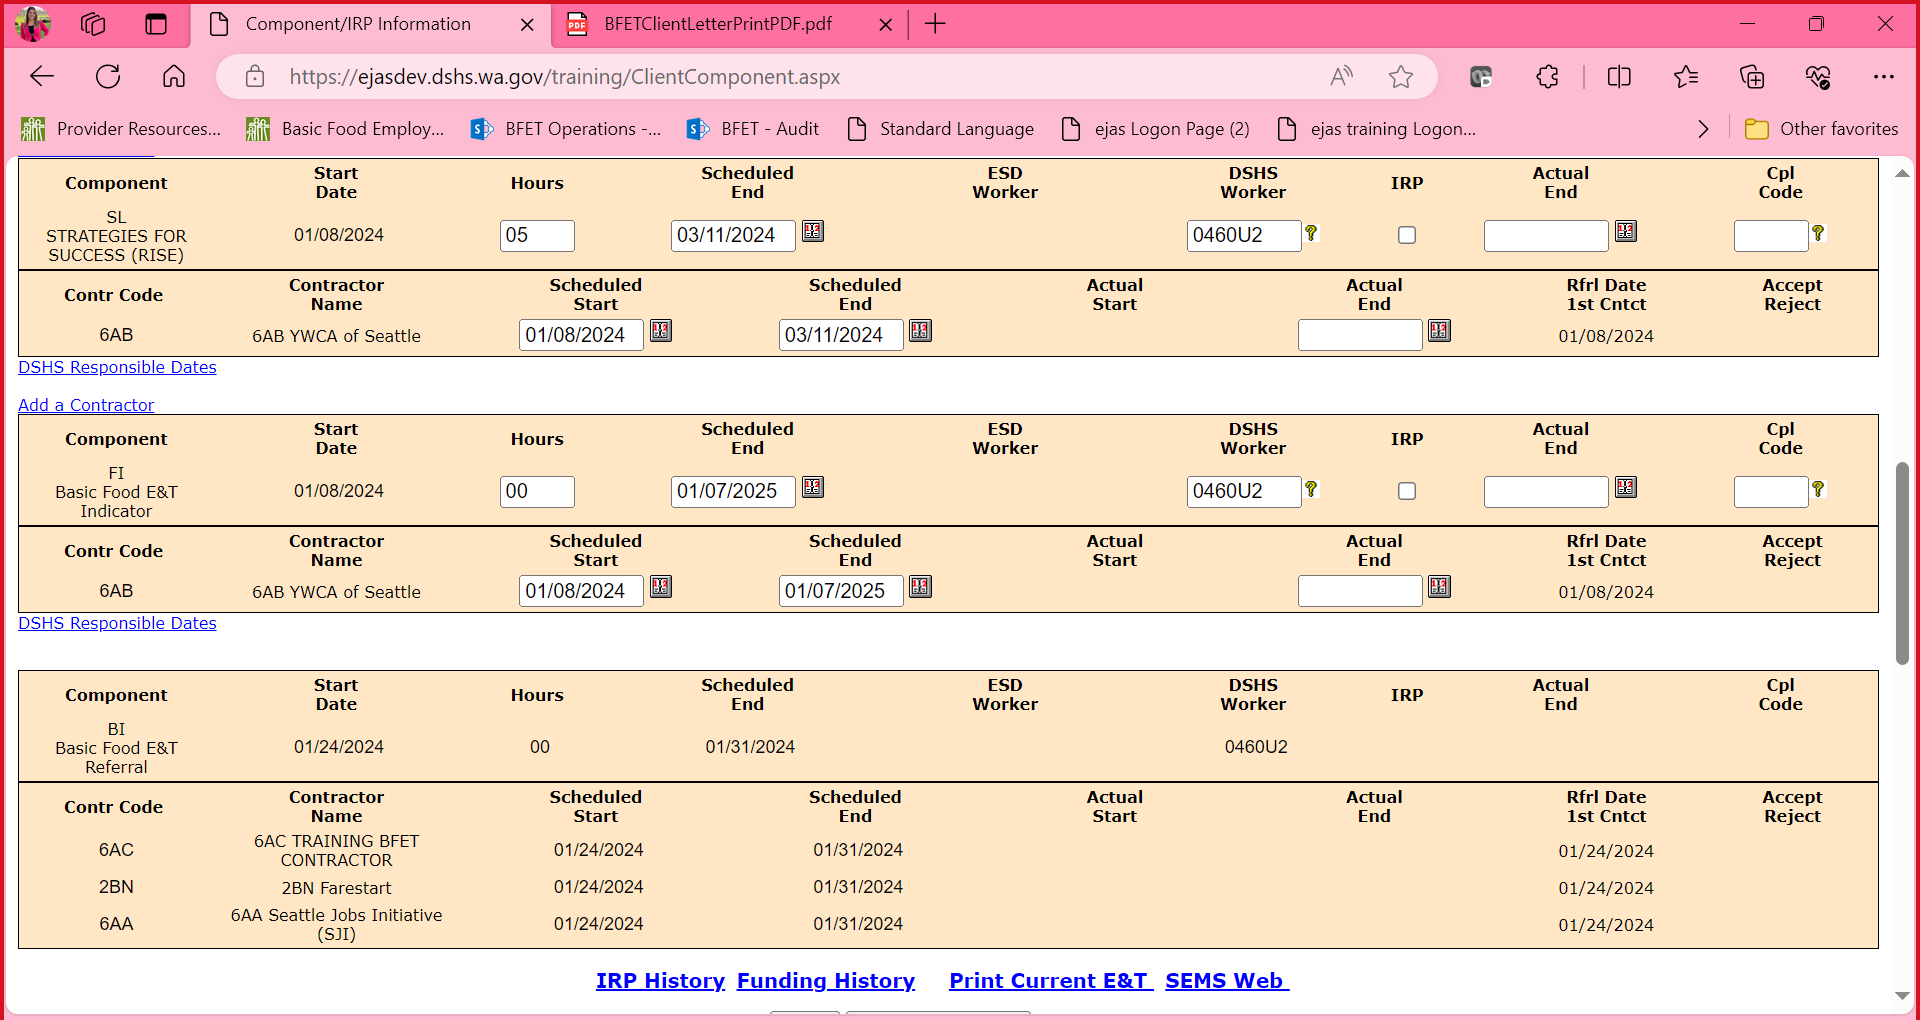 Component/IRP Information
BFETClientLetterPrintPDF.pdf
https://ejasdev.dshs.wa.gov/training/ClientComponent.aspx
Provider Resources...
Basic Food Employ...
BFET Operations -...
BFET - Audit
Standard Language
ejas Logon Page (2)
ejas training Logon...
Other favorites
Component Start Date Hours Scheduled End ESD Worker DSHS Worker IRP Actual End Cpl Code
SL STRATEGIES FOR SUCCESS (RISE) 01/08/2024 05 03/11/2024 0460U2
Contr Code Contractor Name Scheduled Start Scheduled End Actual Start Actual End Rfrl Date 1st Cntct Accept Reject
6AB 6AB YWCA of Seattle 01/08/2024 03/11/2024 01/08/2024
DSHS Responsible Dates
Add a Contractor
Component Start Date Hours Scheduled End ESD Worker DSHS Worker IRP Actual End Cpl Code
FI Basic Food E&T Indicator 01/08/2024 00 01/07/2025 0460U2
Contr Code Contractor Name Scheduled Start Scheduled End Actual Start Actual End Rfrl Date 1st Cntct Accept Reject
6AB 6AB YWCA of Seattle 01/08/2024 01/07/2025 01/08/2024
DSHS Responsible Dates
Component Start Date Hours Scheduled End ESD Worker DSHS Worker IRP Actual End Cpl Code
BI Basic Food E&T Referral 01/24/2024 00 01/31/2024 0460U2
Contr Code Contractor Name Scheduled Start Scheduled End Actual Start Actual End Rfrl Date 1st Cntct Accept Reject
6AC 6AC TRAINING BFET CONTRACTOR 01/24/2024 01/31/2024 01/24/2024
2BN 2BN Farestart 01/24/2024 01/31/2024 01/24/2024
6AA 6AA Seattle Jobs Initiative (SJI) 01/24/2024 01/31/2024 01/24/2024
IRP History Funding History Print Current E&T SEMS Web